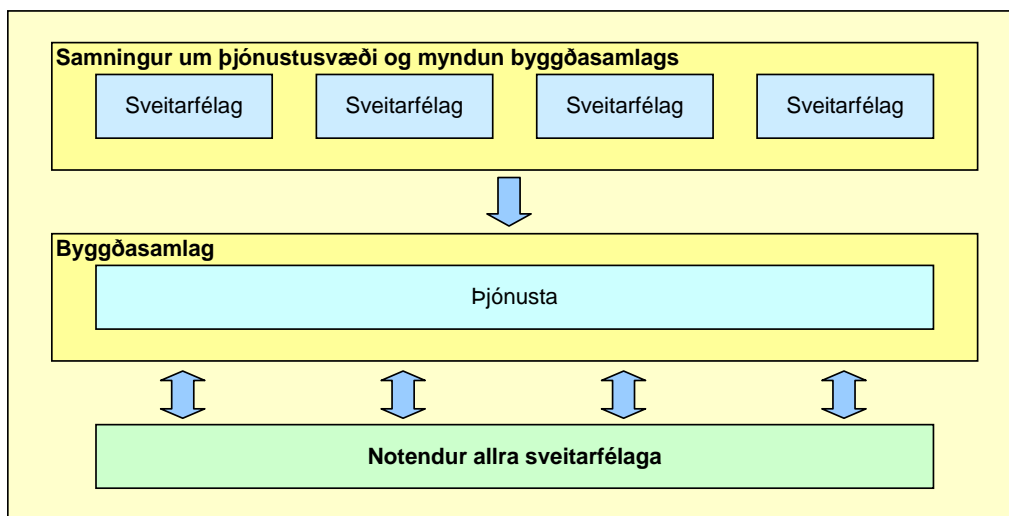 Samningur um þjónustusvæði og myndun byggðasamlags
Sveitarfélag Sveitarfélag Sveitarfélag Sveitarfélag
Byggðasamlag
Þjónusta
Notendur allra sveitarfélaga